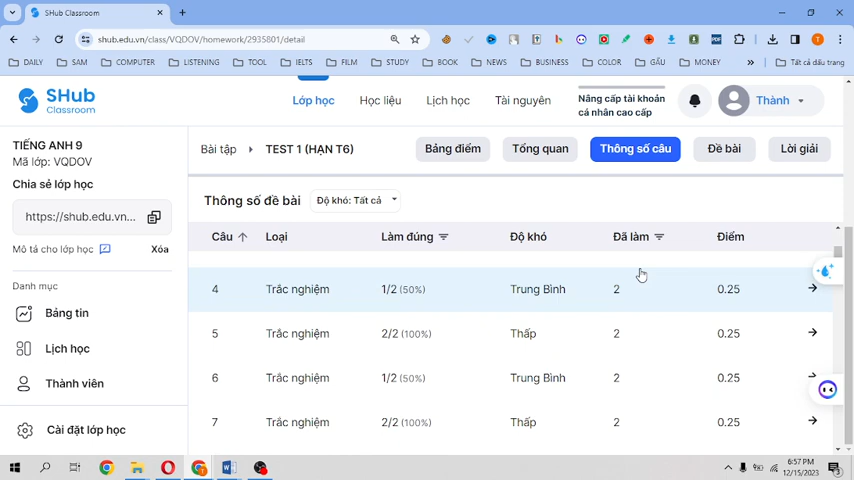 SHub Classroom
shub.edu.vn/class/VQDOV/homework/2935801/detail
DAILY SAM COMPUTER LISTENING TOOL IELTS FILM STUDY BOOK NEWS BUSINESS COLOR GẤU MONEY » Tất cả dấu trang
SHub
Classroom
Lớp học Học liệu Lịch học Tài nguyên
Nâng cấp tài khoản
cá nhân cao cấp
Thành
TIẾNG ANH 9
Mã lớp: VQDOV
Chia sẻ lớp học
https://shub.edu.vn...
Mô tả cho lớp học Xóa
Danh mục
Bảng tin
Lịch học
Thành viên
Cài đặt lớp học
Bài tập TEST 1 (HẠN T6) Bảng điểm Tổng quan Thông số câu Đề bài Lời giải
Thông số đề bài Độ khó: Tất cả
Câu Loại Làm đúng Độ khó Đã làm Điểm
4 Trắc nghiệm 1/2 (50%) Trung Bình 2 0.25
5 Trắc nghiệm 2/2 (100%) Thấp 2 0.25
6 Trắc nghiệm 1/2 (50%) Trung Bình 2 0.25
7 Trắc nghiệm 2/2 (100%) Thấp 2 0.25
6:57 PM
12/15/2023